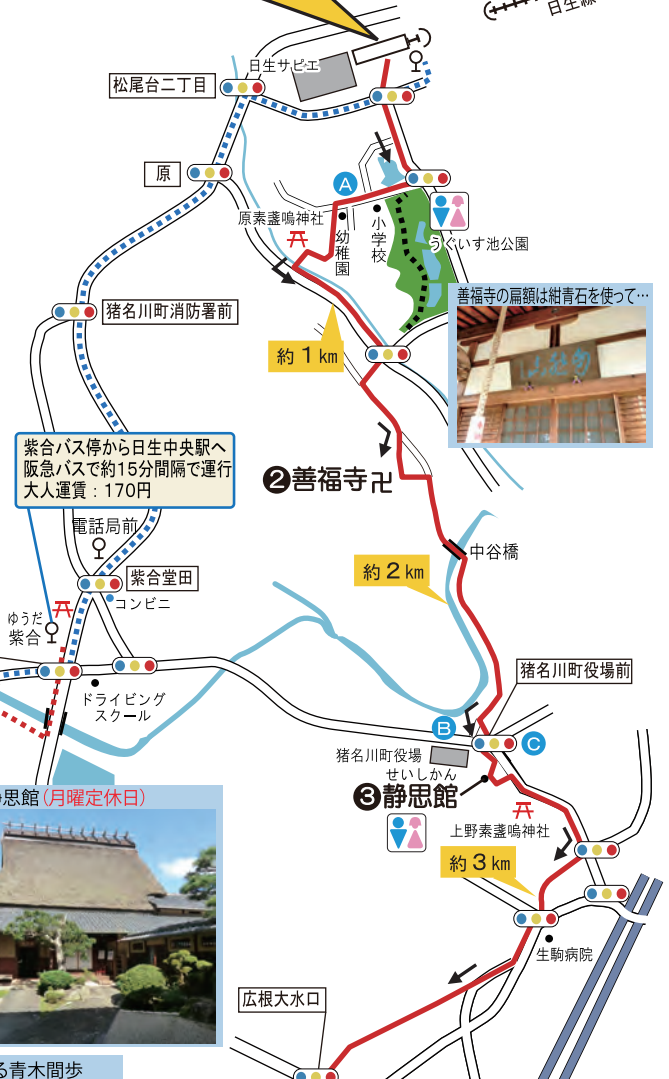 日生線
日生サピエ
松尾台二丁目
原
A
原素盞嗚神社
幼稚園
小学校
うぐいす池公園
猪名川町消防署前
善福寺の扁額は紺青石を使って…
約1km
紫合バス停から日生中央駅へ
阪急バスで約15分間隔で運行
大人運賃：170円
❷善福寺卍
電話局前
中谷橋
約2km
紫合堂田
コンビニ
ゆうだ
紫合
ドライビング
スクール
猪名川町役場前
B
C
猪名川町役場
せいしかん
❸静思館
思館(月曜定休日)
上野素盞嗚神社
約3km
生駒病院
広根大水口
る青木間歩